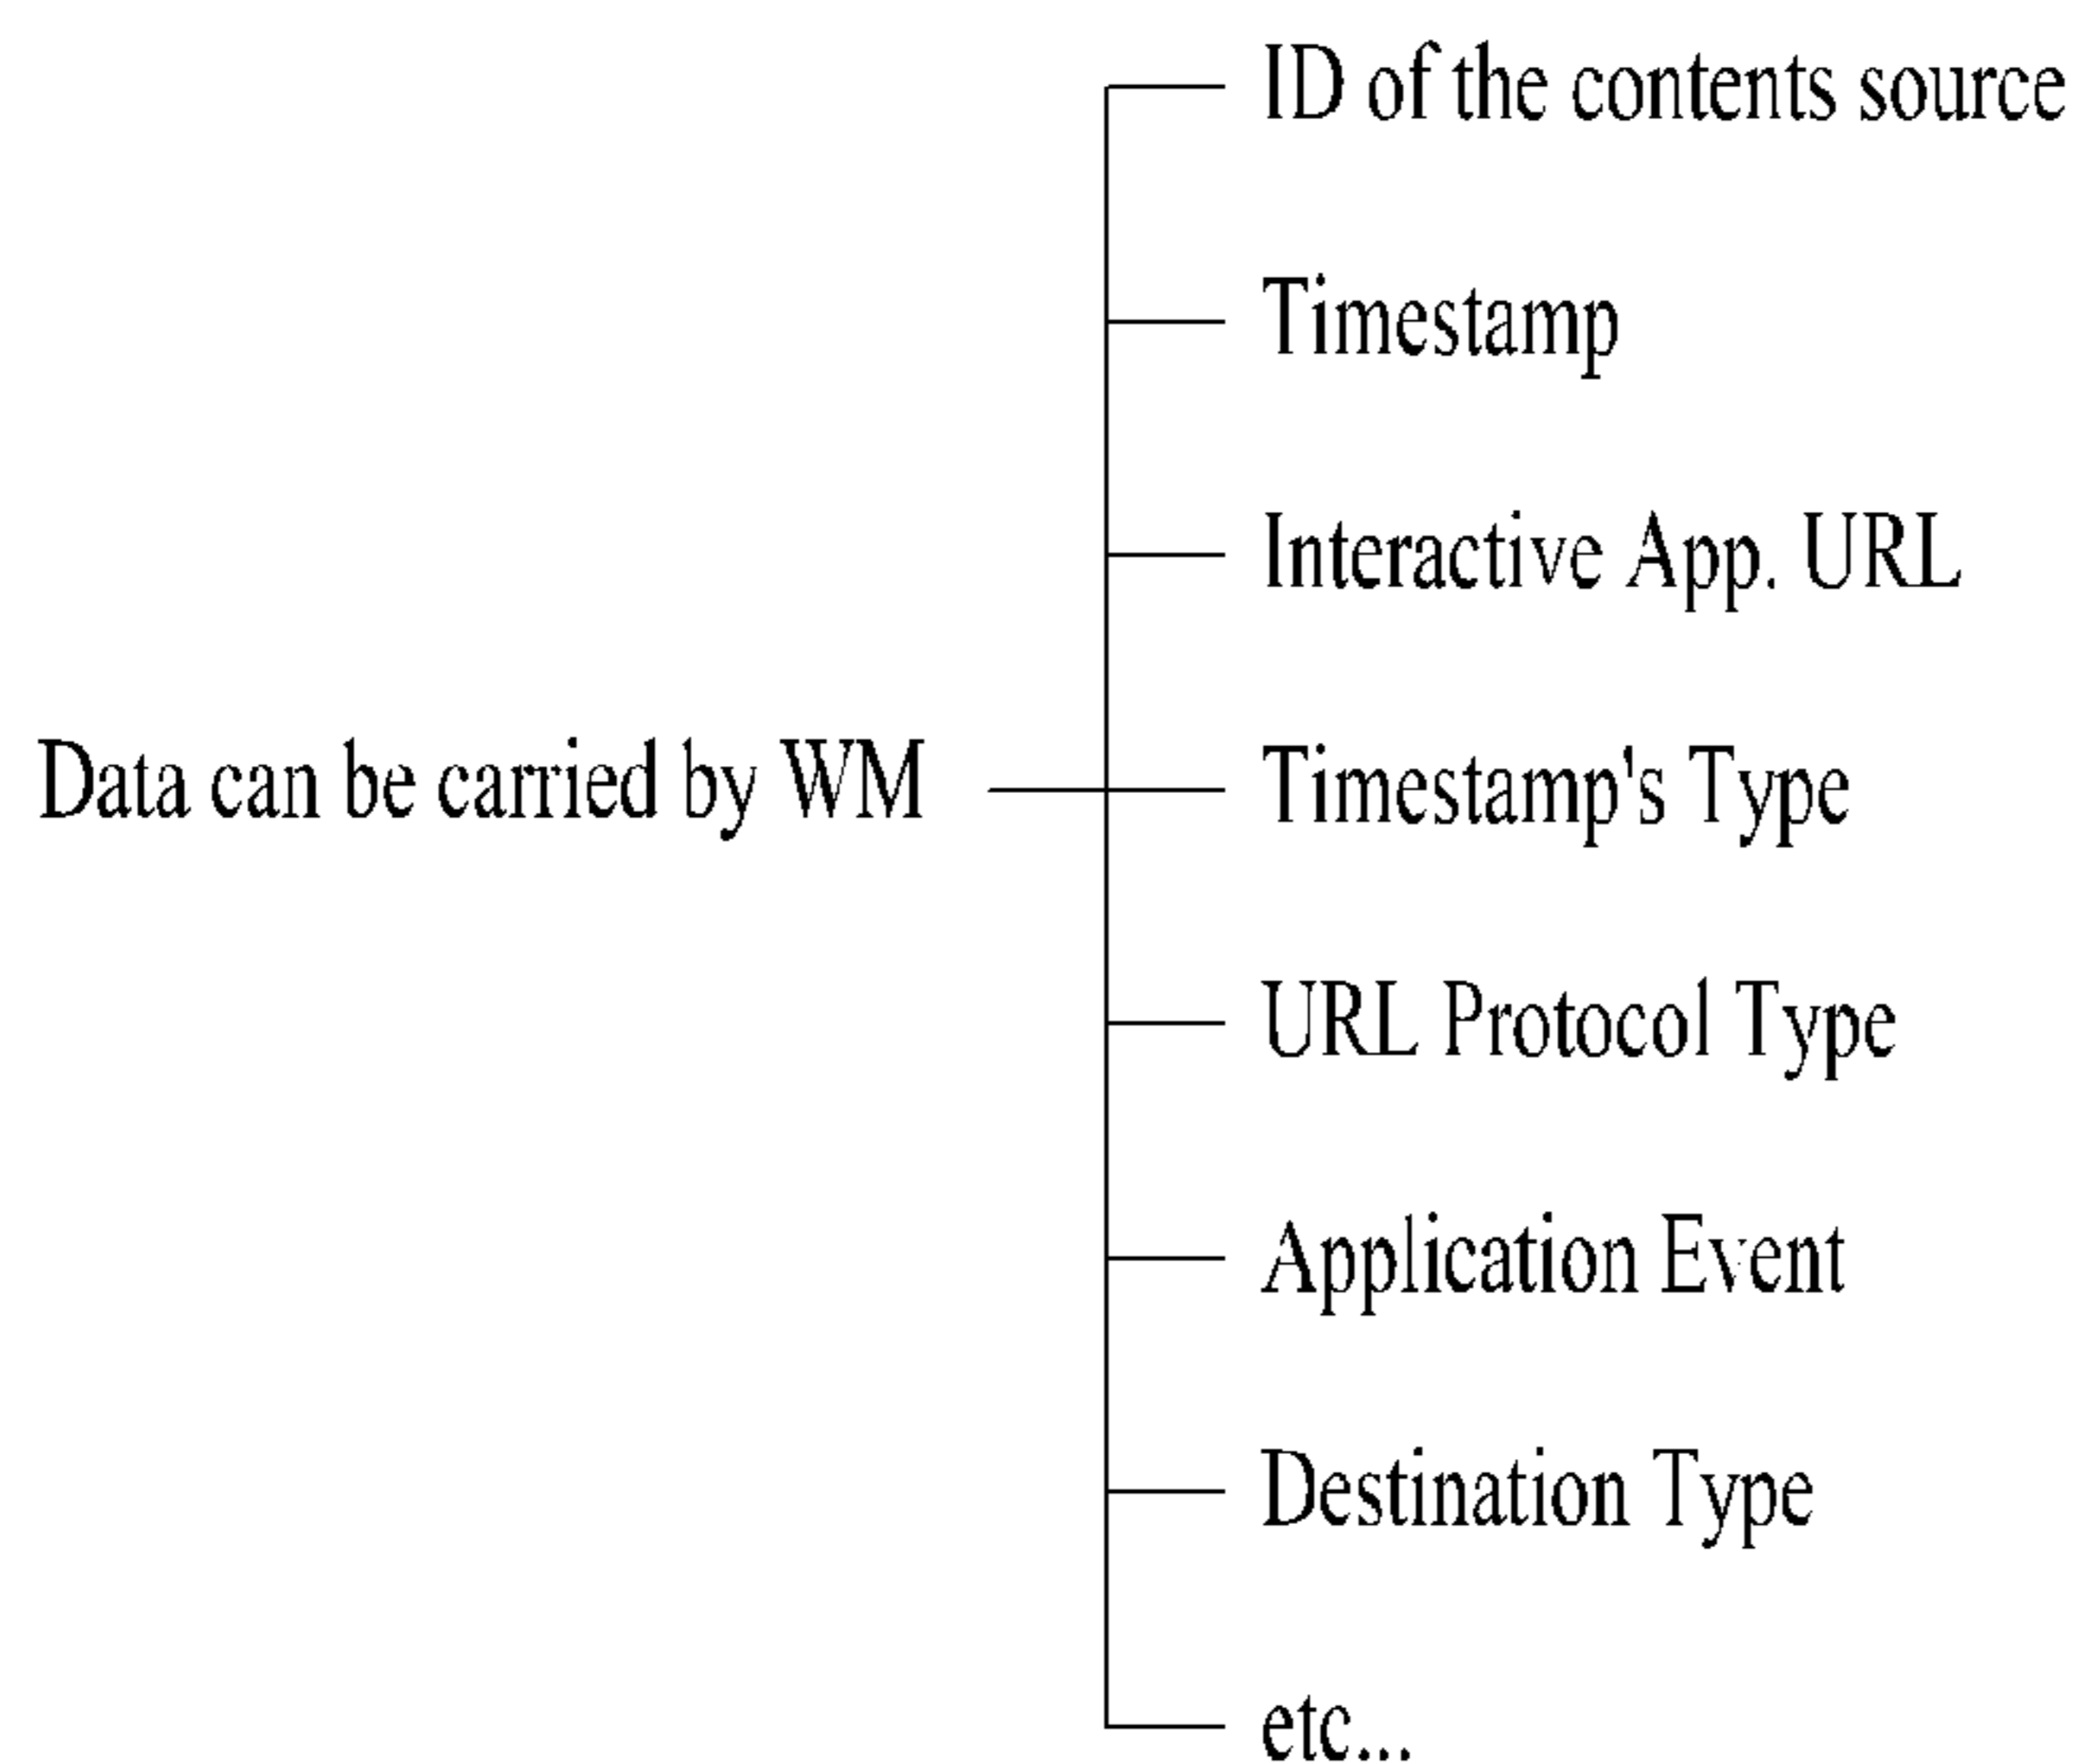 ID of the contents source
Timestamp
Interactive App. URL
Data can be carried by WM
Timestamp's Type
URL Protocol Type
Application Event
Destination Type
etc...